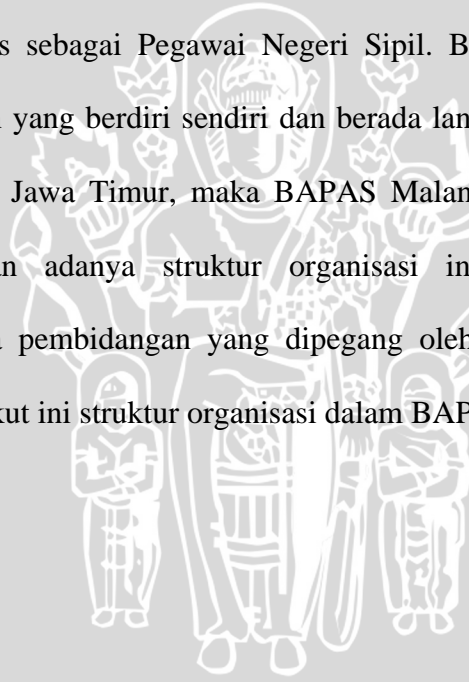 s sebagai Pegawai Negeri Sipil. B
yang berdiri sendiri dan berada lan
Jawa Timur, maka BAPAS Malan
n adanya struktur organisasi in
pembidangan yang dipegang oleh
kut ini struktur organisasi dalam BAP